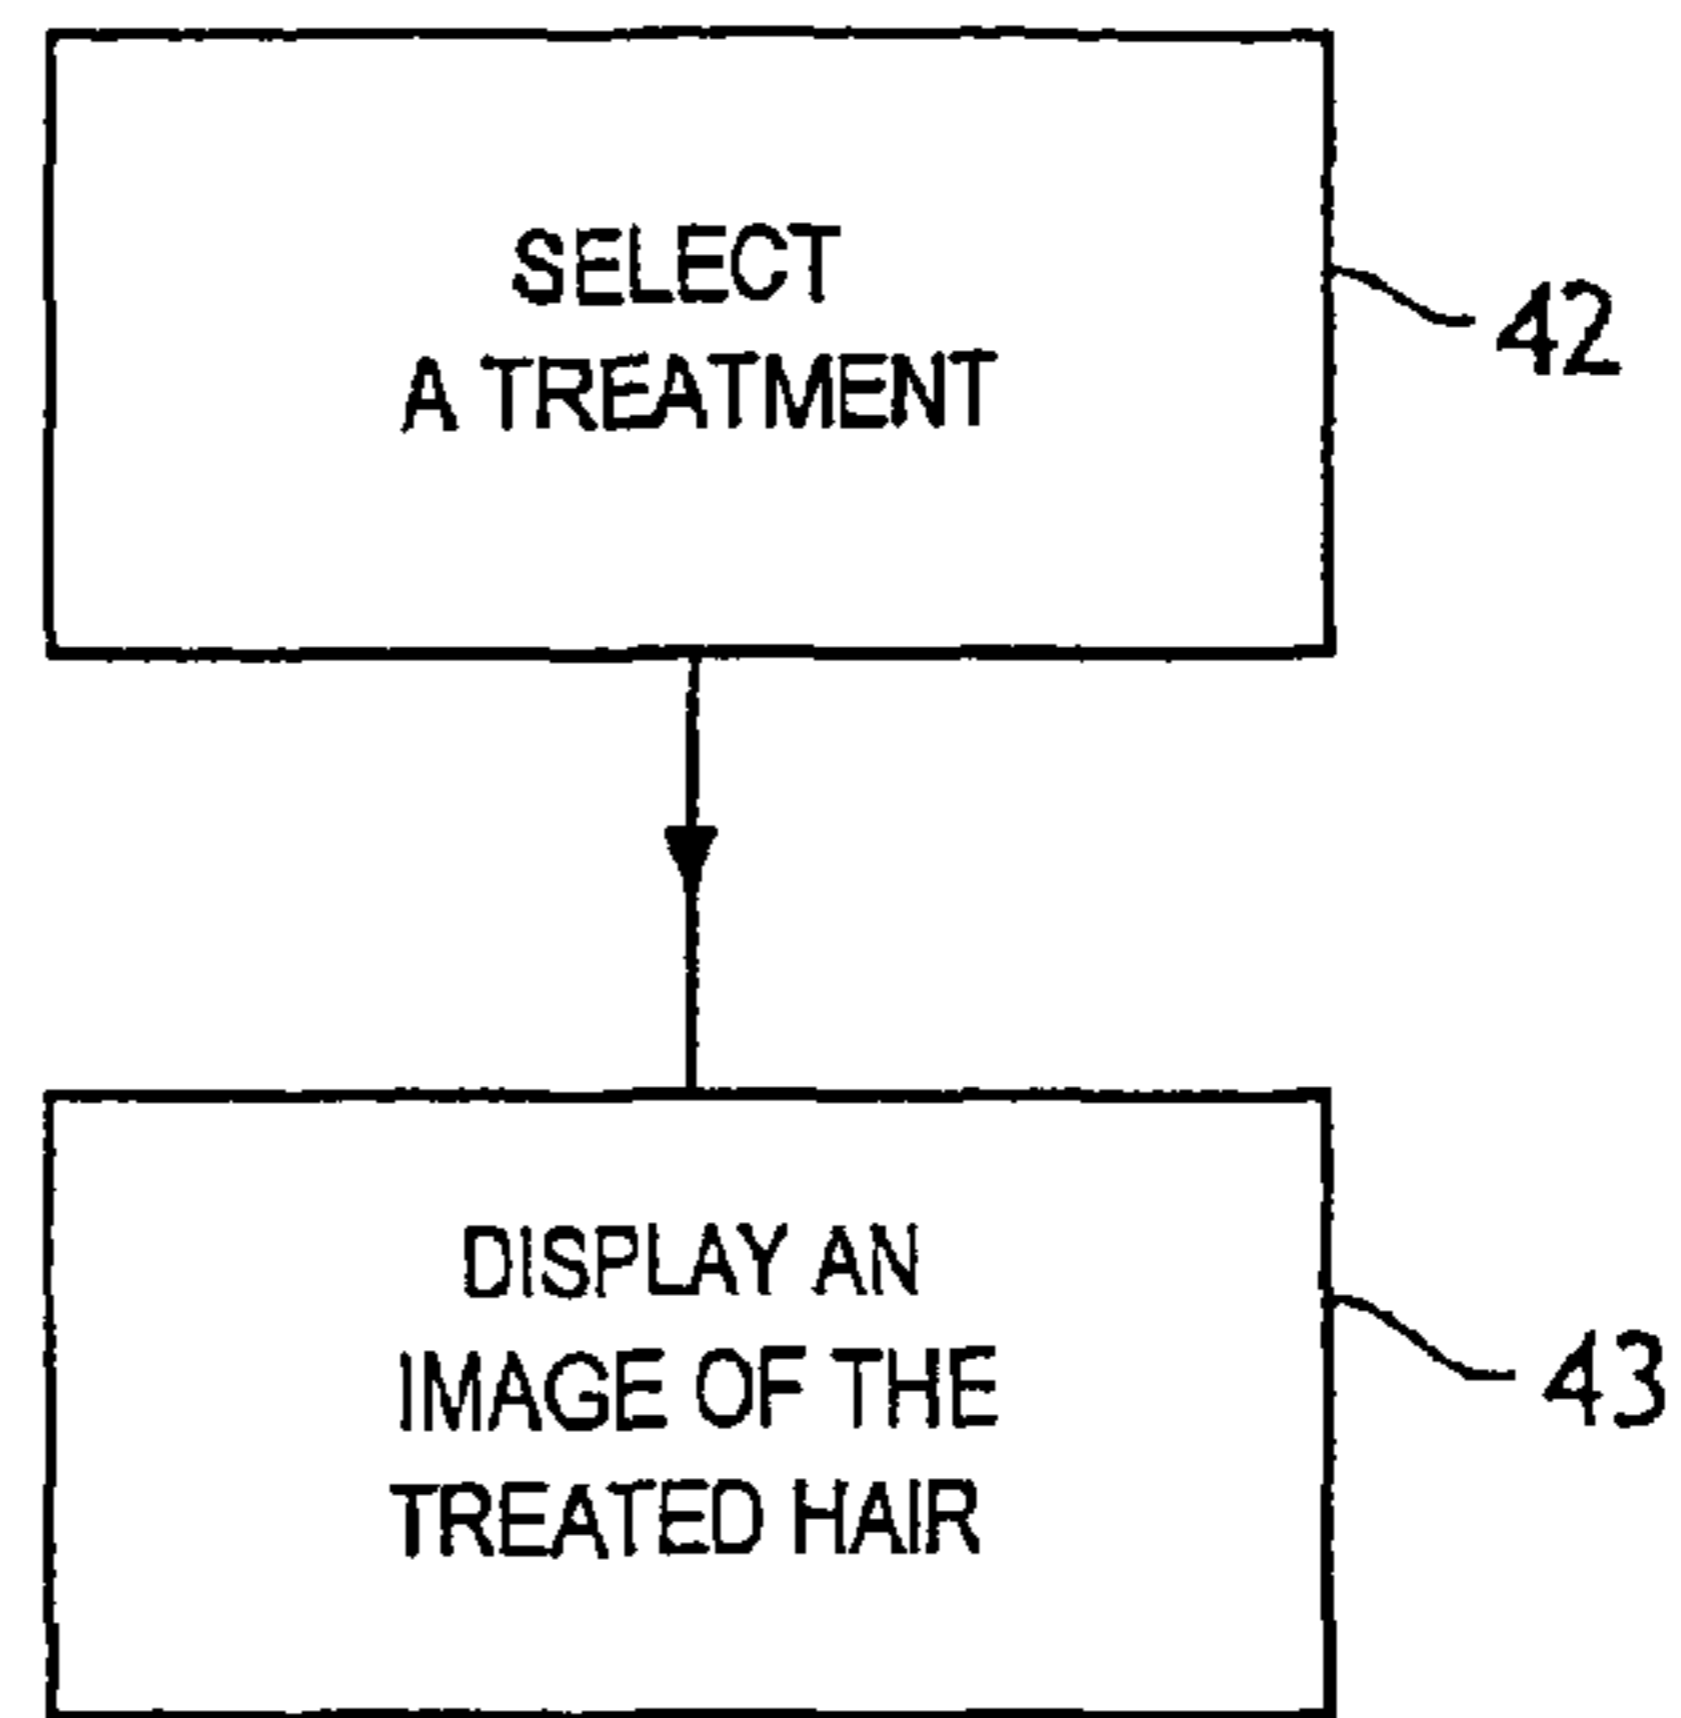 SELECT
A TREATMENT
42
DISPLAY AN
IMAGE OF THE
TREATED HAIR
43